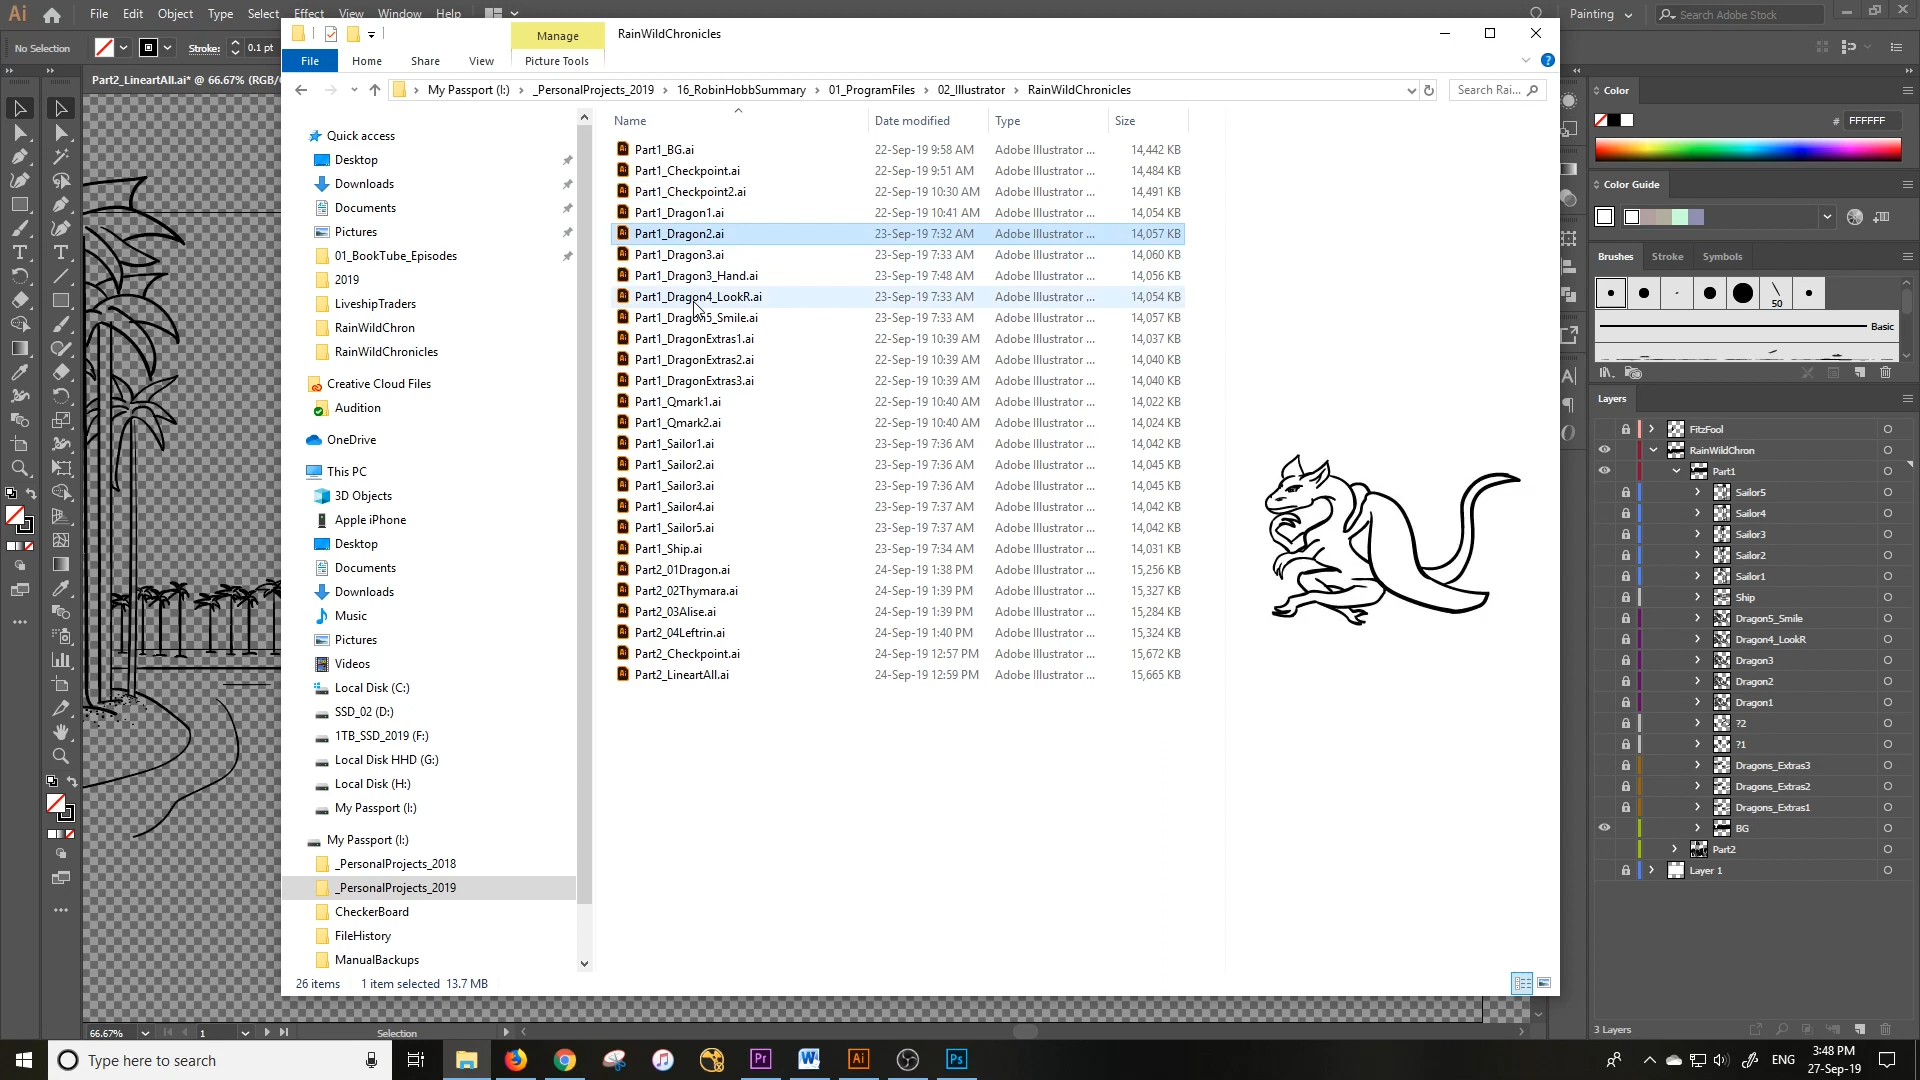 Ai File Edit Object Type Select Effect View Window Help Painting Search Adobe Stock
No Selection Stroke: 0.1 pt
Part2_LineartAll.ai* @ 66.67% (RGB/
Manage RainWildChronicles
File Home Share View Picture Tools
My Passport (I:) _PersonalProjects_2019 16_RobinHobbSummary 01_ProgramFiles 02_Illustrator RainWildChronicles Search Rai...
Name Date modified Type Size
Part1_BG.ai 22-Sep-19 9:58 AM Adobe Illustrator ... 14,442 KB
Part1_Checkpoint.ai 22-Sep-19 9:51 AM Adobe Illustrator ... 14,484 KB
Part1_Checkpoint2.ai 22-Sep-19 10:30 AM Adobe Illustrator ... 14,491 KB
Part1_Dragon1.ai 22-Sep-19 10:41 AM Adobe Illustrator ... 14,054 KB
Part1_Dragon2.ai 23-Sep-19 7:32 AM Adobe Illustrator ... 14,057 KB
Part1_Dragon3.ai 23-Sep-19 7:33 AM Adobe Illustrator ... 14,060 KB
Part1_Dragon3_Hand.ai 23-Sep-19 7:48 AM Adobe Illustrator ... 14,056 KB
Part1_Dragon4_LookR.ai 23-Sep-19 7:33 AM Adobe Illustrator ... 14,054 KB
Part1_Dragon5_Smile.ai 23-Sep-19 7:33 AM Adobe Illustrator ... 14,057 KB
Part1_DragonExtras1.ai 22-Sep-19 10:39 AM Adobe Illustrator ... 14,037 KB
Part1_DragonExtras2.ai 22-Sep-19 10:39 AM Adobe Illustrator ... 14,040 KB
Part1_DragonExtras3.ai 22-Sep-19 10:39 AM Adobe Illustrator ... 14,040 KB
Part1_Qmark1.ai 22-Sep-19 10:40 AM Adobe Illustrator ... 14,022 KB
Part1_Qmark2.ai 22-Sep-19 10:40 AM Adobe Illustrator ... 14,024 KB
Part1_Sailor1.ai 23-Sep-19 7:36 AM Adobe Illustrator ... 14,042 KB
Part1_Sailor2.ai 23-Sep-19 7:36 AM Adobe Illustrator ... 14,045 KB
Part1_Sailor3.ai 23-Sep-19 7:36 AM Adobe Illustrator ... 14,045 KB
Part1_Sailor4.ai 23-Sep-19 7:37 AM Adobe Illustrator ... 14,042 KB
Part1_Sailor5.ai 23-Sep-19 7:37 AM Adobe Illustrator ... 14,042 KB
Part1_Ship.ai 23-Sep-19 7:34 AM Adobe Illustrator ... 14,031 KB
Part2_01Dragon.ai 24-Sep-19 1:38 PM Adobe Illustrator ... 15,256 KB
Part2_02Thymara.ai 24-Sep-19 1:39 PM Adobe Illustrator ... 15,327 KB
Part2_03Alise.ai 24-Sep-19 1:39 PM Adobe Illustrator ... 15,284 KB
Part2_04Leftrin.ai 24-Sep-19 1:40 PM Adobe Illustrator ... 15,324 KB
Part2_Checkpoint.ai 24-Sep-19 12:57 PM Adobe Illustrator ... 15,672 KB
Part2_LineartAll.ai 24-Sep-19 12:59 PM Adobe Illustrator ... 15,665 KB
Quick access
Desktop
Downloads
Documents
Pictures
01_BookTube_Episodes
2019
LiveshipTraders
RainWildChron
RainWildChronicles
Creative Cloud Files
Audition
OneDrive
This PC
3D Objects
Apple iPhone
Desktop
Documents
Downloads
Music
Pictures
Videos
Local Disk (C:)
SSD_02 (D:)
1TB_SSD_2019 (F:)
Local Disk HHD (G:)
Local Disk (H:)
My Passport (I:)
My Passport (I:)
_PersonalProjects_2018
_PersonalProjects_2019
CheckerBoard
FileHistory
ManualBackups
26 items 1 item selected 13.7 MB
Color
# FFFFFF
Color Guide
Brushes Stroke Symbols
50
Basic
Layers
FitzFool
RainWildChron
Part1
Sailor5
Sailor4
Sailor3
Sailor2
Sailor1
Ship
Dragon5_Smile
Dragon4_LookR
Dragon3
Dragon2
Dragon1
?2
?1
Dragons_Extras3
Dragons_Extras2
Dragons_Extras1
BG
Part2
Layer 1
3 Layers
66.67% 1 Selection
Type here to search Pr W Ai Ps ENG 3:48 PM
27-Sep-19